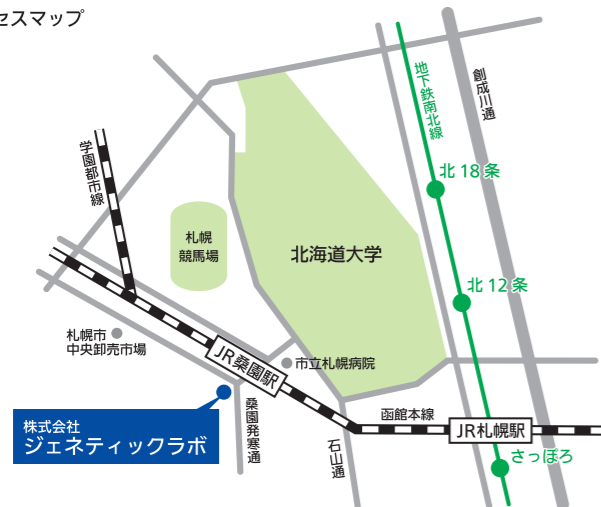 セスマップ
地下鉄南北線
創成川通
学園都市線
北18条
札幌
競馬場
北海道大学
北12条
札幌市
中央卸売市場
JR桑園駅
市立札幌病院
株式会社
ジェネティックラボ
桑園発寒通
石山通
函館本線
JR札幌駅
さっぽろ